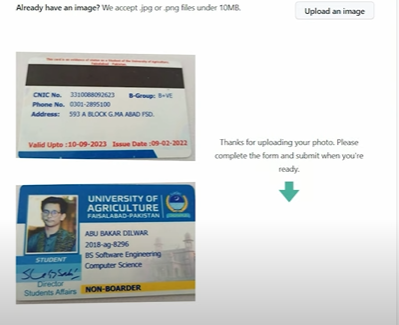 Already have an image? We accept .jpg or .png files under 10MB.
Upload an image
CNIC No. 3310088092623 B-Group: B+VE
Phone No. 0301-2895100
Address: 593 A BLOCK G.MA ABAD FSD.
Valid Upto :10-09-2023 Issue Date :09-02-2022
Thanks for uploading your photo. Please
complete the form and submit when you're
ready.
UNIVERSITY OF
AGRICULTURE
FAISALABAD-PAKISTAN
ABU BAKAR DILWAR
2018-ag-8296
BS Software Engineering
Computer Science
STUDENT
Director
Students Affairs
NON-BOARDER